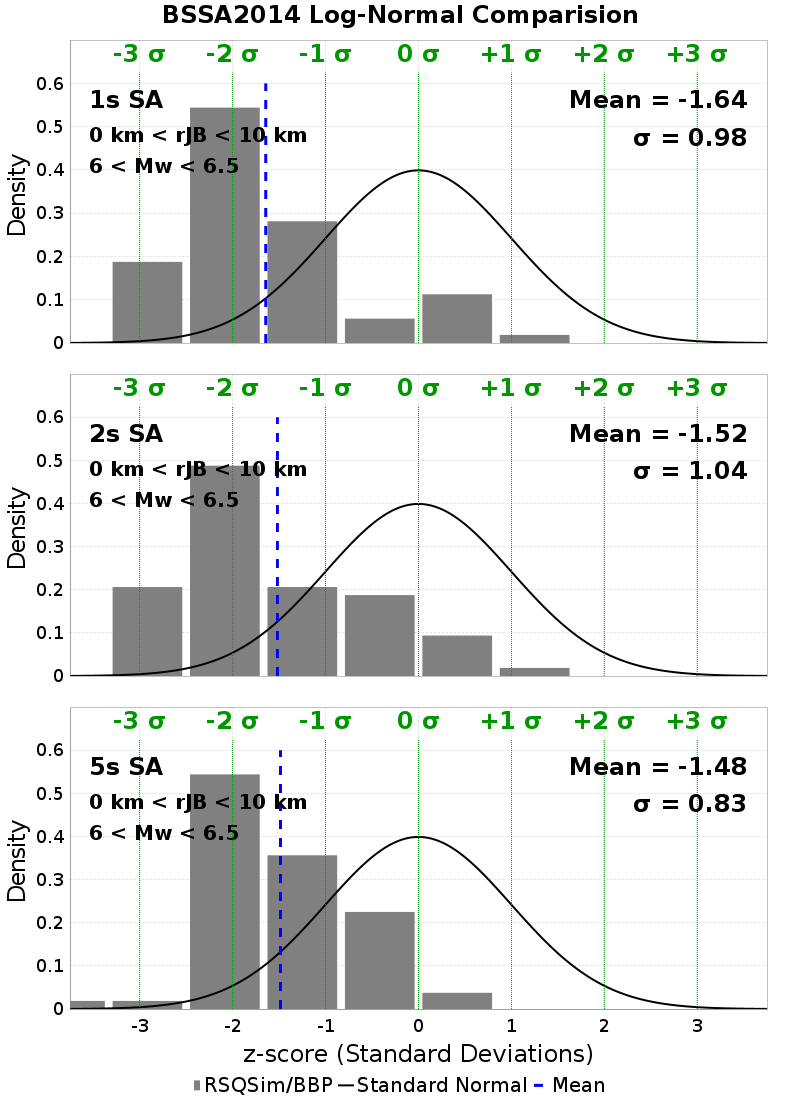 BSSA2014 Log-Normal Comparision
-3 σ -2 σ -1 σ 0 σ +1 σ +2 σ +3 σ
1s SA
0 km < rJB < 10 km
6 < Mw < 6.5
Mean = -1.64
σ = 0.98
Density
0.6
0.5
0.4
0.3
0.2
0.1
0
-3 σ -2 σ -1 σ 0 σ +1 σ +2 σ +3 σ
2s SA
0 km < rJB < 10 km
6 < Mw < 6.5
Mean = -1.52
σ = 1.04
Density
0.6
0.5
0.4
0.3
0.2
0.1
0
-3 σ -2 σ -1 σ 0 σ +1 σ +2 σ +3 σ
5s SA
0 km < rJB < 10 km
6 < Mw < 6.5
Mean = -1.48
σ = 0.83
Density
0.6
0.5
0.4
0.3
0.2
0.1
0
-3 -2 -1 0 1 2 3
z-score (Standard Deviations)
RSQSim/BBP Standard Normal Mean